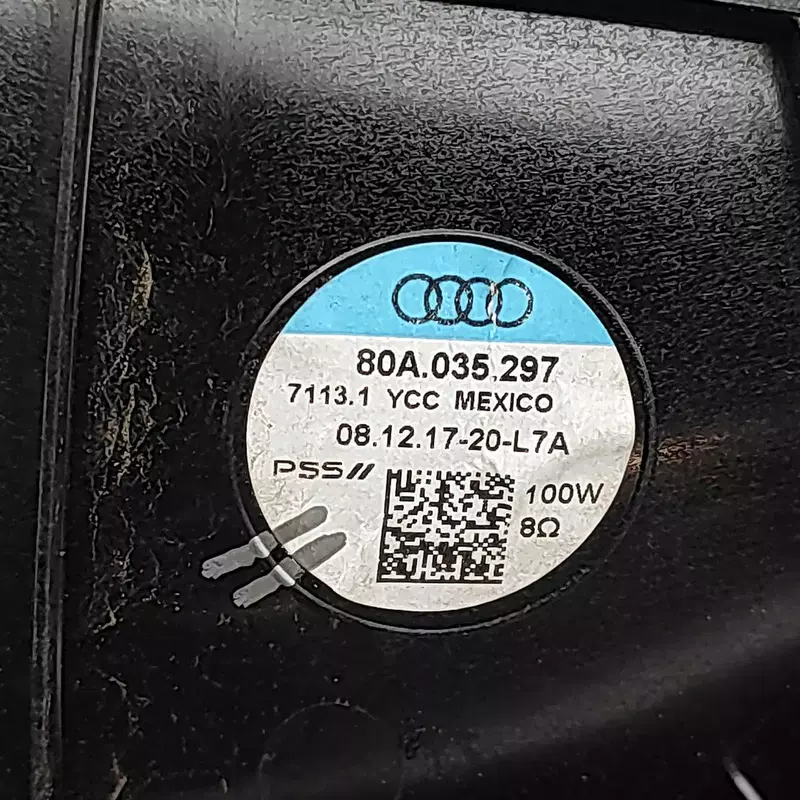 80A.035.297
7113.1 YCC MEXICO
08.12.17-20-L7A
PSS//
100W
8Ω